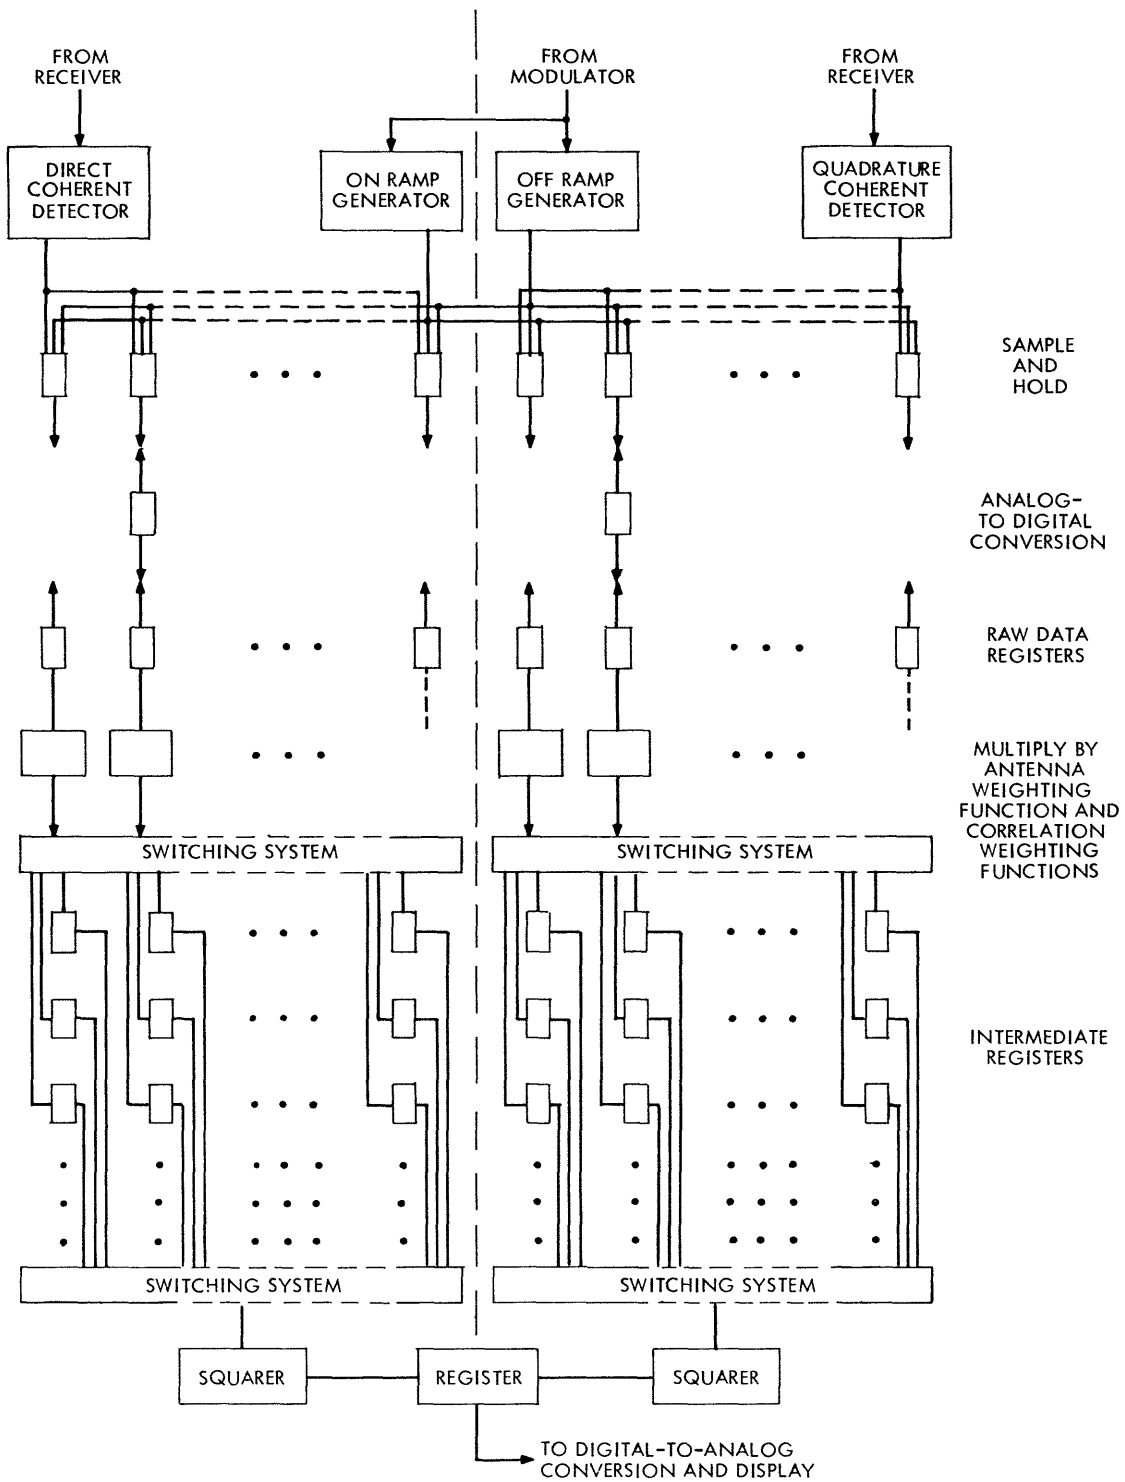 FROM
RECEIVER
FROM
MODULATOR
FROM
RECEIVER
DIRECT
COHERENT
DETECTOR
ON RAMP
GENERATOR
OFF RAMP
GENERATOR
QUADRATURE
COHERENT
DETECTOR
SAMPLE
AND
HOLD
ANALOG-
TO DIGITAL
CONVERSION
RAW DATA
REGISTERS
MULTIPLY BY
ANTENNA
WEIGHTING
FUNCTION AND
CORRELATION
WEIGHTING
FUNCTIONS
SWITCHING SYSTEM
SWITCHING SYSTEM
INTERMEDIATE
REGISTERS
SWITCHING SYSTEM
SWITCHING SYSTEM
SQUARER
REGISTER
SQUARER
TO DIGITAL-TO-ANALOG
CONVERSION AND DISPLAY